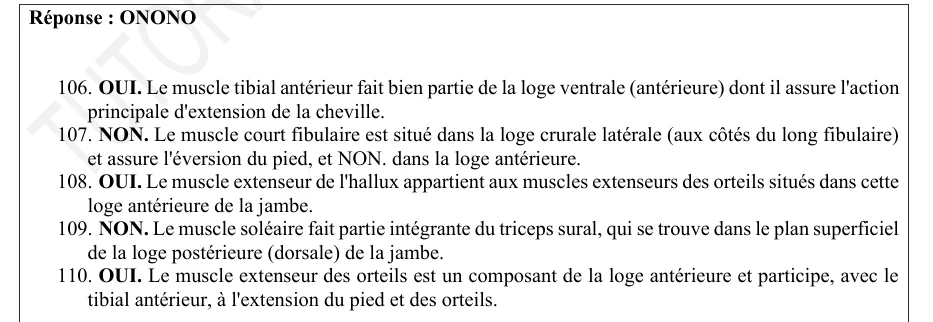 Réponse : ONONO
106. OUI. Le muscle tibial antérieur fait bien partie de la loge ventrale (antérieure) dont il assure l'action
principale d'extension de la cheville.
107. NON. Le muscle court fibulaire est situé dans la loge crurale latérale (aux côtés du long fibulaire)
et assure l'éversion du pied, et NON. dans la loge antérieure.
108. OUI. Le muscle extenseur de l'hallux appartient aux muscles extenseurs des orteils situés dans cette
loge antérieure de la jambe.
109. NON. Le muscle soléaire fait partie intégrante du triceps sural, qui se trouve dans le plan superficiel
de la loge postérieure (dorsale) de la jambe.
110. OUI. Le muscle extenseur des orteils est un composant de la loge antérieure et participe, avec le
tibial antérieur, à l'extension du pied et des orteils.